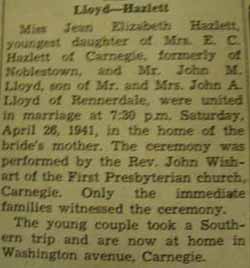 Lloyd—Hazlett
Miss Jean Elizabeth Hazlett,
youngest daughter of Mrs. E. C.
Hazlett of Carnegie, formerly of
Noblestown, and Mr. John M.
Lloyd, son of Mr. and Mrs. John A.
Lloyd of Rennerdale, were united
in marriage at 7:30 p.m. Saturday,
April 26, 1941, in the home of the
bride's mother. The ceremony was
performed by the Rev. John Wish-
art of the First Presbyterian church,
Carnegie. Only the immediate
families witnessed the ceremony.
The young couple took a South-
ern trip and are now at home in
Washington avenue, Carnegie.